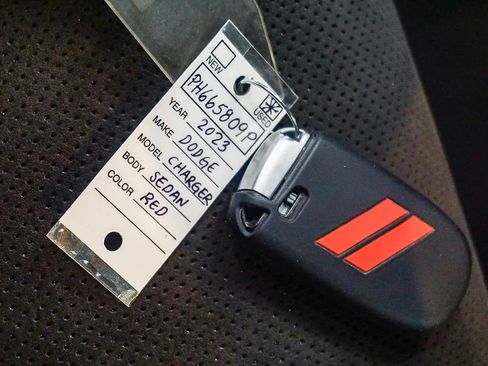 NEW
USED
PH665809P
YEAR 2023
MAKE DODGE
MODEL CHARGER
BODY SEDAN
COLOR RED